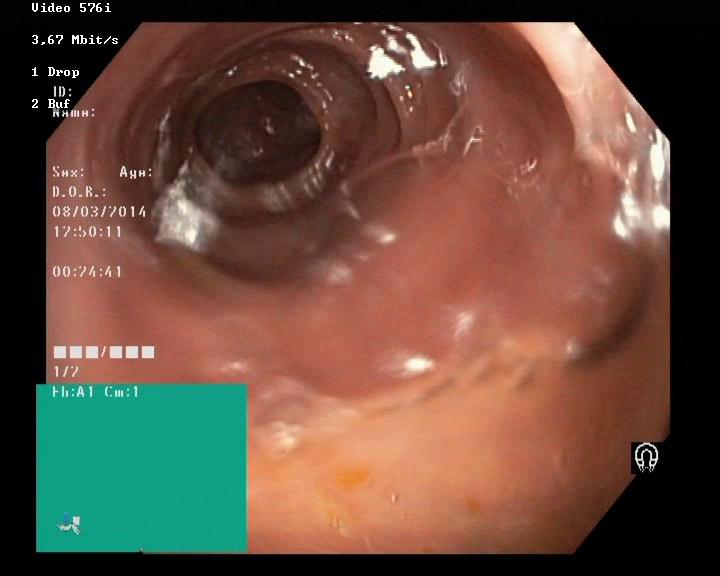 Video 576i
3,67 Mbit/s
1 Drop
ID:
2 Buf
Name:
Sex: Age:
D.O.B.:
08/03/2014
12:50:11
00:24:41
■■■/■■■
1/2
Eh:A1 Cm:1